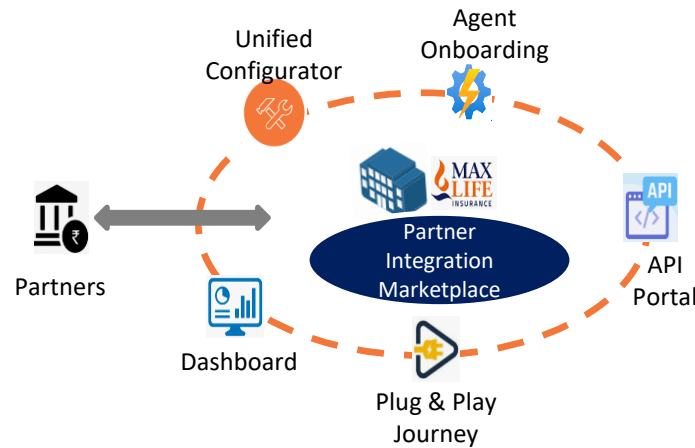 Agent
Onboarding
Unified
Configurator
MAX
LIFE
INSURANCE
API
₹
Partner
Integration
Marketplace
Partners
API
Portal
Dashboard
Plug & Play
Journey